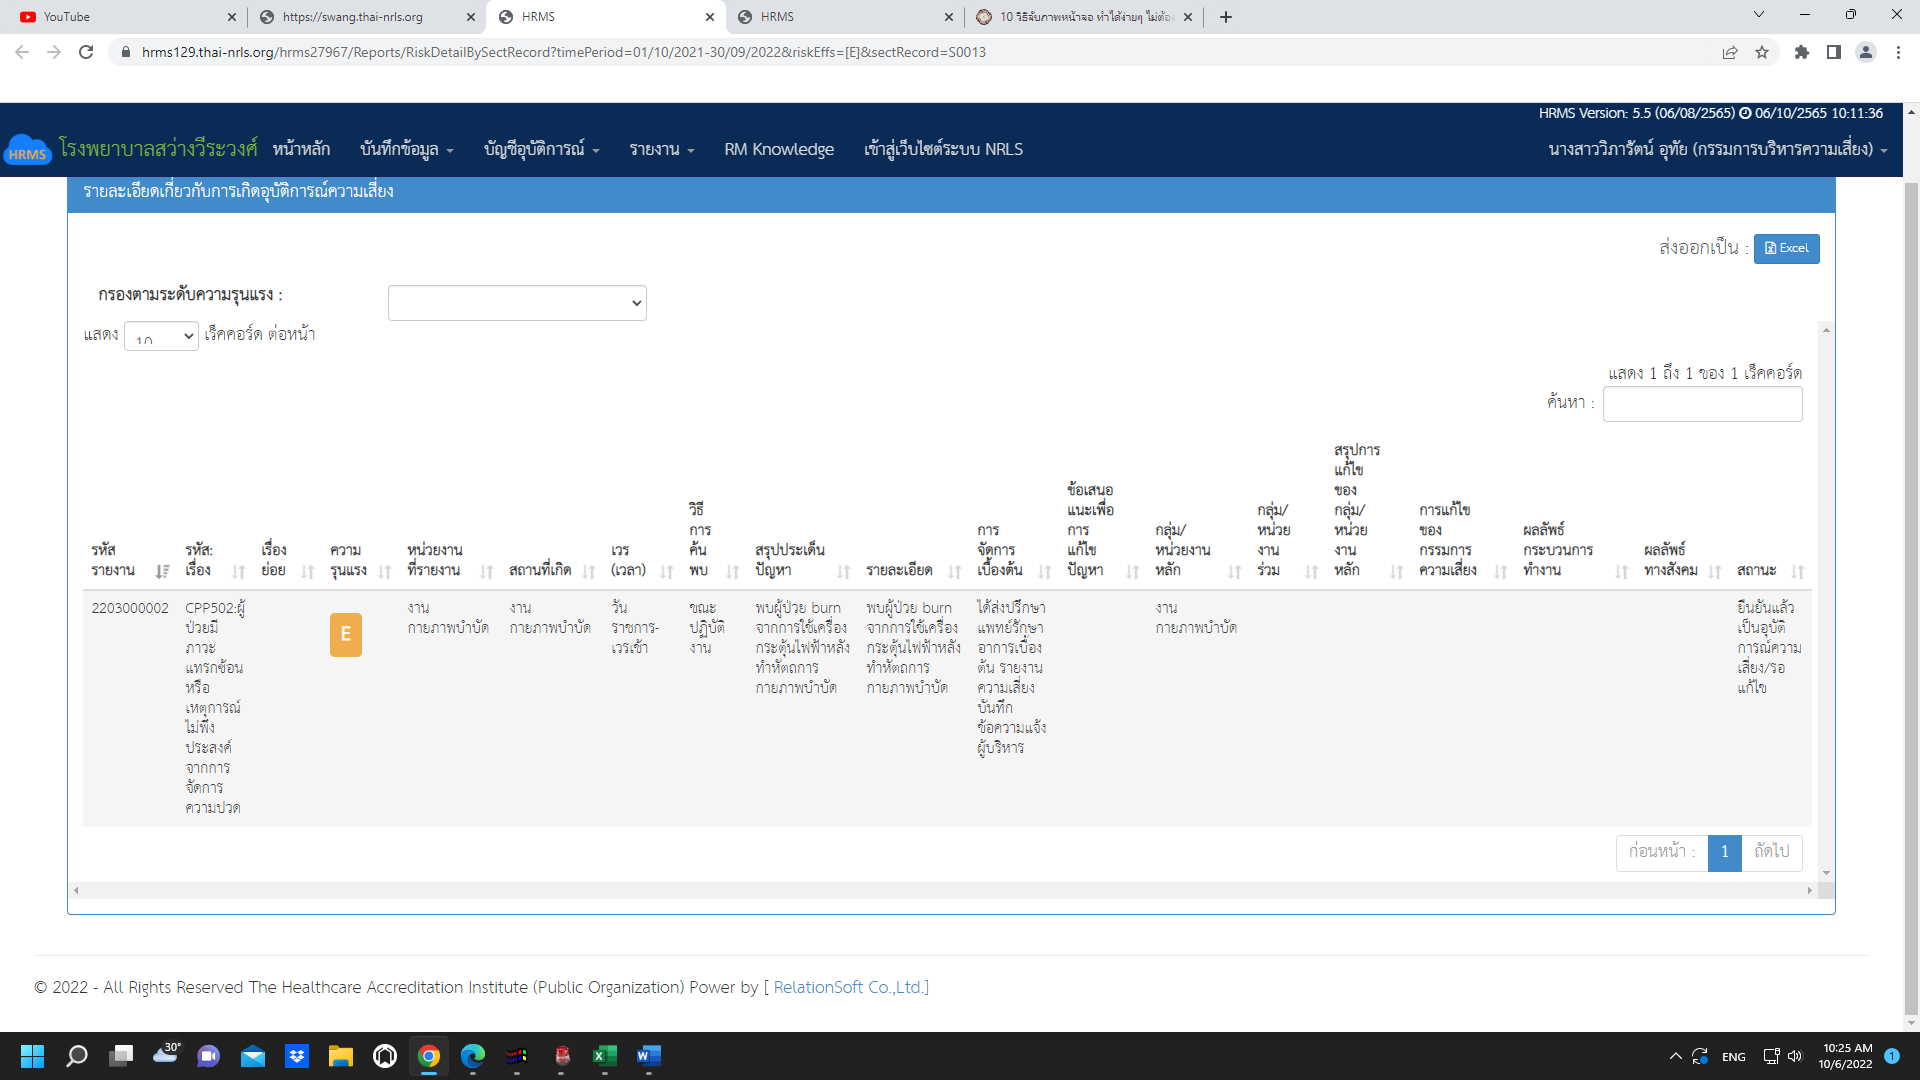 YouTube
https://swang.thai-nrls.org
HRMS
HRMS
10 วิธีจับภาพหน้าจอ ทำได้ง่ายๆ ไม่ต้อง
hrms129.thai-nrls.org/hrms27967/Reports/RiskDetailBySectRecord?timePeriod=01/10/2021-30/09/2022&riskEffs=[E]&sectRecord=S0013
HRMS Version: 5.5 (06/08/2565) 06/10/2565 10:11:36
HRMS โรงพยาบาลสว่างวีระวงศ์ หน้าหลัก บันทึกข้อมูล บัญชีอุบัติการณ์ รายงาน RM Knowledge เข้าสู่เว็บไซต์ระบบ NRLS นางสาววิภารัตน์ อุทัย (กรรมการบริหารความเสี่ยง)
รายละเอียดเกี่ยวกับการเกิดอุบัติการณ์ความเสี่ยง
ส่งออกเป็น : Excel
กรองตามระดับความรุนแรง :
แสดง 10 เร็คคอร์ด ต่อหน้า
แสดง 1 ถึง 1 ของ 1 เร็คคอร์ด
ค้นหา :
รหัส
รายงาน
รหัส:
เรื่อง
เรื่อง
ย่อย
ความ
รุนแรง
หน่วยงาน
ที่รายงาน
สถานที่เกิด
เวร
(เวลา)
วิธี
การ
ค้น
พบ
สรุปประเด็น
ปัญหา
รายละเอียด
การ
จัดการ
เบื้องต้น
ข้อเสนอ
แนะเพื่อ
การ
แก้ไข
ปัญหา
กลุ่ม/
หน่วยงาน
หลัก
กลุ่ม/
หน่วย
งาน
ร่วม
สรุปการ
แก้ไข
ของ
กลุ่ม/
หน่วย
งาน
หลัก
การแก้ไข
ของ
กรรมการ
ความเสี่ยง
ผลลัพธ์
กระบวนการ
ทำงาน
ผลลัพธ์
ทางสังคม
สถานะ
2203000002
CPP502:ผู้
ป่วยมี
ภาวะ
แทรกซ้อน
หรือ
เหตุการณ์
ไม่พึง
ประสงค์
จากการ
จัดการ
ความปวด
E
งาน
กายภาพบำบัด
งาน
กายภาพบำบัด
วัน
ราชการ-
เวรเช้า
ขณะ
ปฏิบัติ
งาน
พบผู้ป่วย burn
จากการใช้เครื่อง
กระตุ้นไฟฟ้าหลัง
ทำหัตถการ
กายภาพบำบัด
พบผู้ป่วย burn
จากการใช้เครื่อง
กระตุ้นไฟฟ้าหลัง
ทำหัตถการ
กายภาพบำบัด
ได้ส่งปรึกษา
แพทย์รักษา
อาการเบื้อง
ต้น รายงาน
ความเสี่ยง
บันทึก
ข้อความแจ้ง
ผู้บริหาร
งาน
กายภาพบำบัด
ยืนยันแล้ว
เป็นอุบัติ
การณ์ความ
เสี่ยง/รอ
แก้ไข
ก่อนหน้า : 1 ถัดไป
© 2022 - All Rights Reserved The Healthcare Accreditation Institute (Public Organization) Power by [ RelationSoft Co.,Ltd.]
30°
ENG
10:25 AM
10/6/2022
1